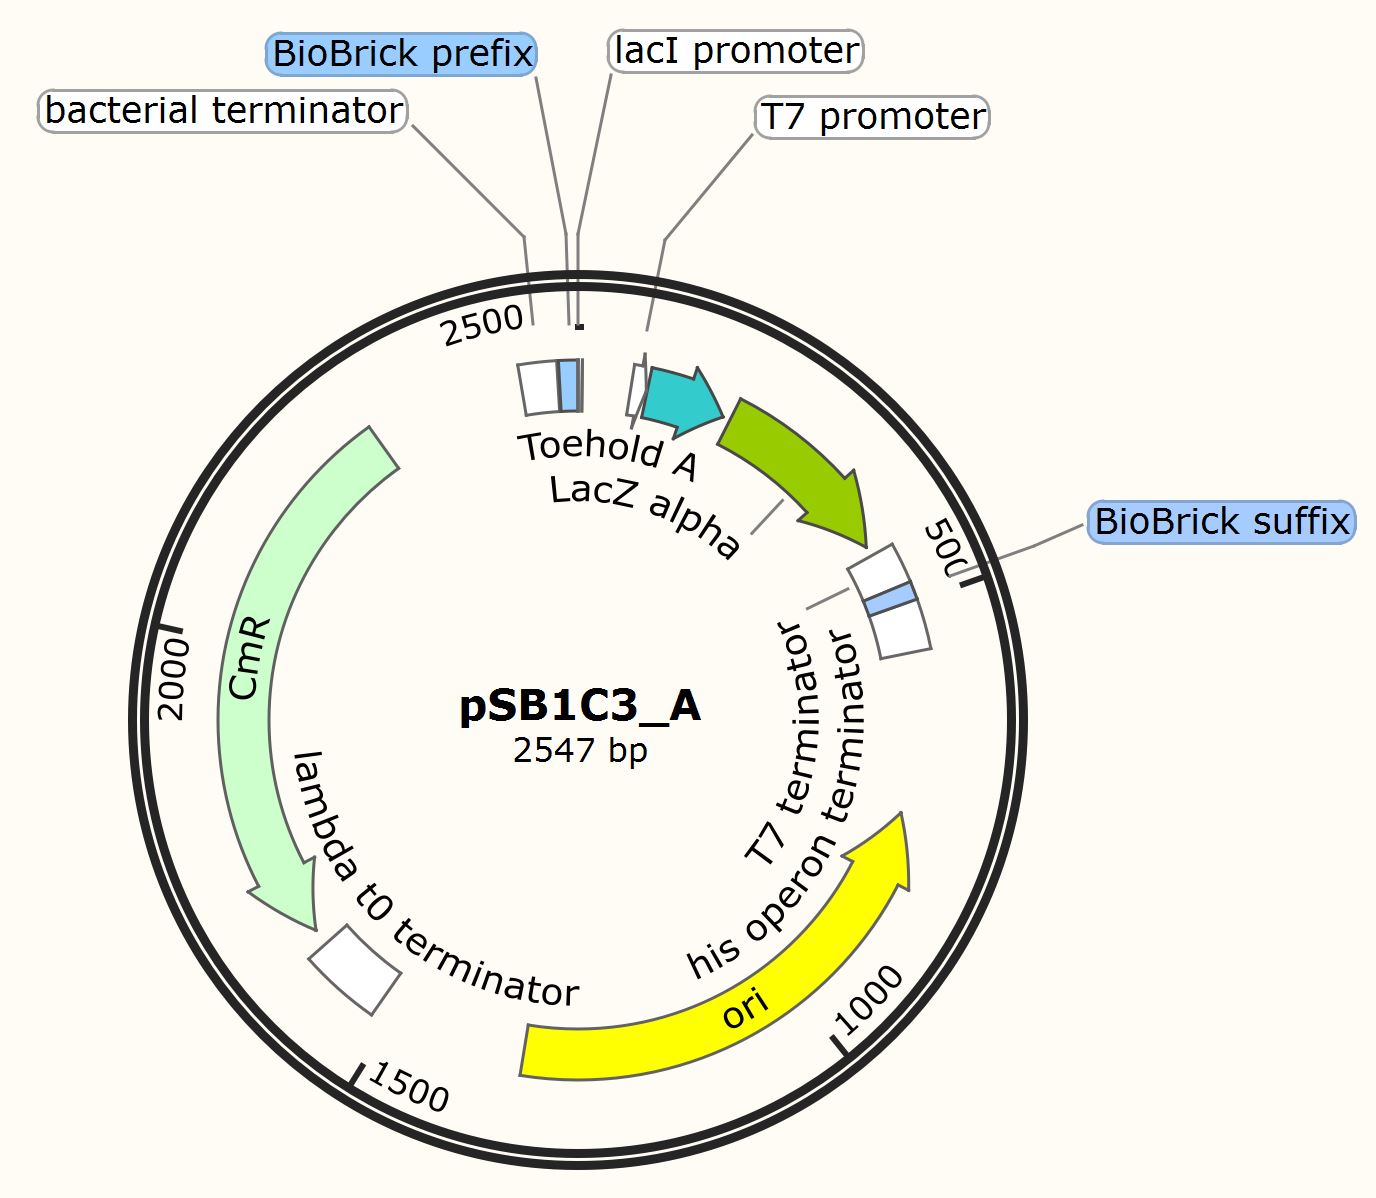 BioBrick prefix
lacI promoter
bacterial terminator
T7 promoter
2500
Toehold A
LacZ alpha
500
BioBrick suffix
CmR
2000
pSB1C3_A
2547 bp
T7 terminator
his operon terminator
lambda t0 terminator
ori
1000
1500